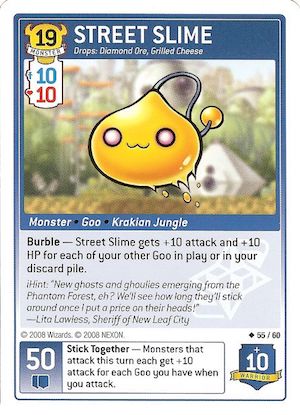 19
MONSTER
STREET SLIME
Drops: Diamond Ore, Grilled Cheese
10
10
Monster • Goo • Krakian Jungle
Burble — Street Slime gets +10 attack and +10
HP for each of your other Goo in play or in your
discard pile.
iHint: "New ghosts and ghoulies emerging from the
Phantom Forest, eh? We'll see how long they'll stick
around once I put a price on their heads!"
—Lita Lawless, Sheriff of New Leaf City
© 2008 Wizards. © 2008 NEXON.
◆ 55 / 60
50
Stick Together — Monsters that
attack this turn each get +10
attack for each Goo you have when
you attack.
10
WARRIOR